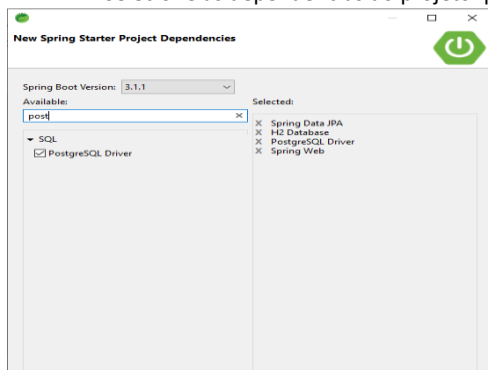 New Spring Starter Project Dependencies
Spring Boot Version: 3.1.1
Available:
Selected:
post
SQL
PostgreSQL Driver
X Spring Data JPA
X H2 Database
X PostgreSQL Driver
X Spring Web